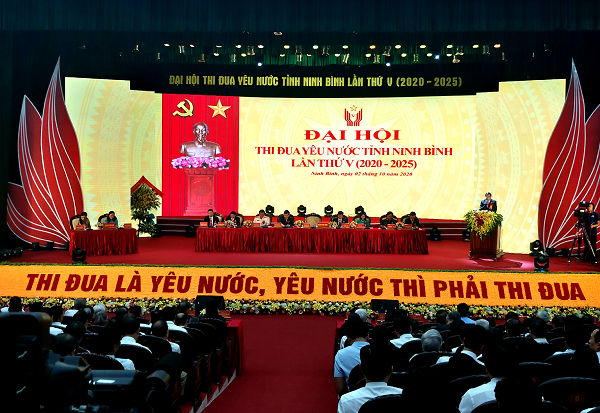 ĐẠI HỘI THI ĐUA YÊU NƯỚC TỈNH NINH BÌNH LẦN THỨ V (2020 - 2025)
ĐẠI HỘI
THI ĐUA YÊU NƯỚC TỈNH NINH BÌNH
LẦN THỨ V (2020 - 2025)
Ninh Bình, ngày 02 tháng 10 năm 2020
THI ĐUA LÀ YÊU NƯỚC, YÊU NƯỚC THÌ PHẢI THI ĐUA